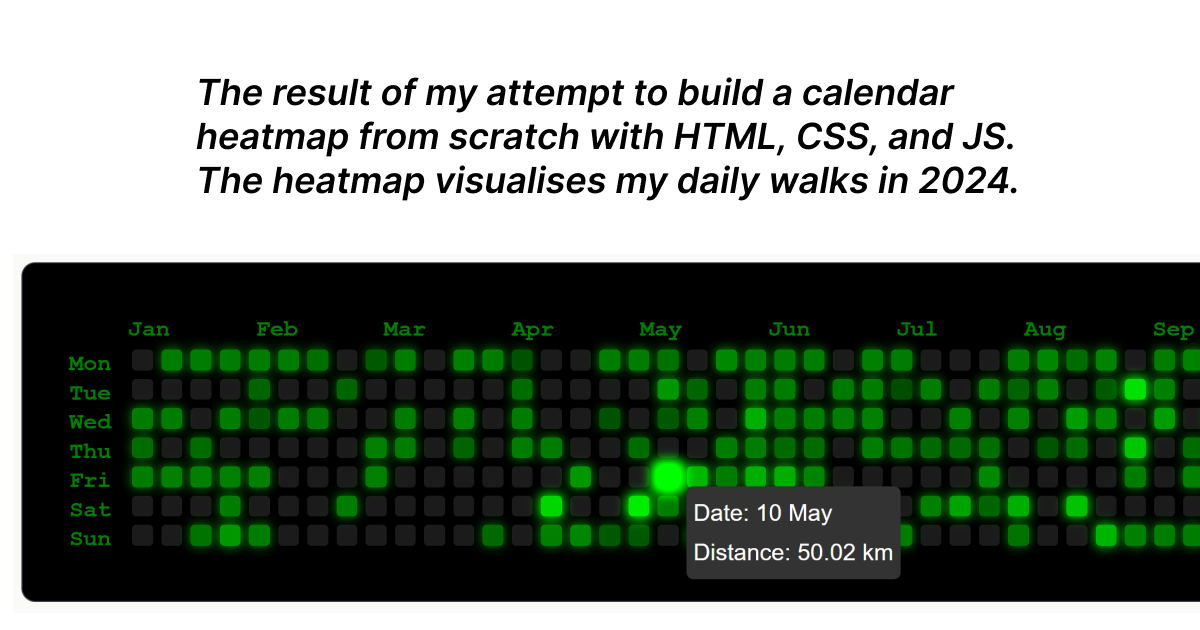 The result of my attempt to build a calendar
heatmap from scratch with HTML, CSS, and JS.
The heatmap visualises my daily walks in 2024.
Jan Feb Mar Apr May Jun Jul Aug Sep
Mon
Tue
Wed
Thu
Fri
Sat
Sun
Date: 10 May
Distance: 50.02 km